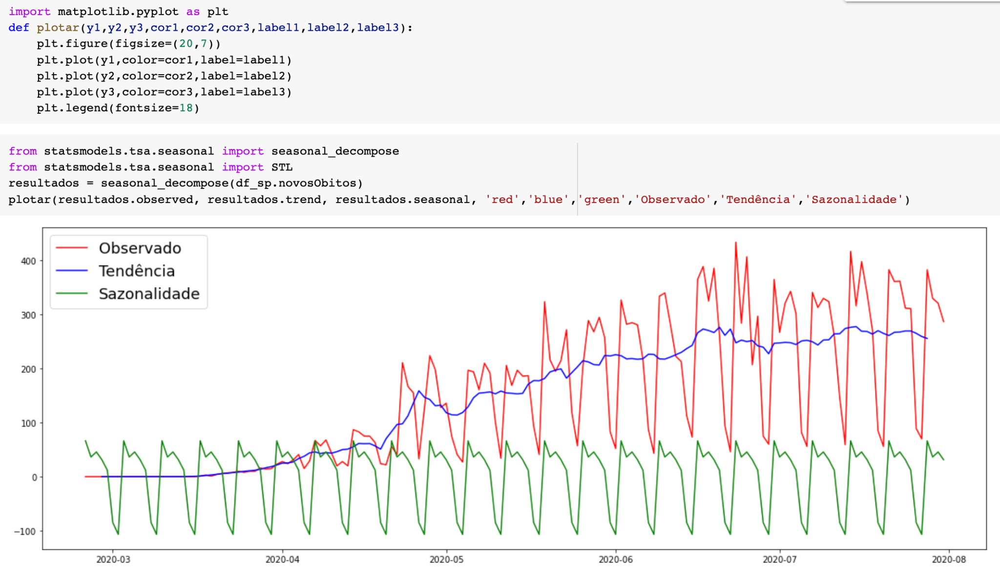 import matplotlib.pyplot as plt
def plotar(y1,y2,y3,cor1,cor2,cor3,label1,label2,label3):
    plt.figure(figsize=(20,7))
    plt.plot(y1,color=cor1,label=label1)
    plt.plot(y2,color=cor2,label=label2)
    plt.plot(y3,color=cor3,label=label3)
    plt.legend(fontsize=18)
from statsmodels.tsa.seasonal import seasonal_decompose
from statsmodels.tsa.seasonal import STL
resultados = seasonal_decompose(df_sp.novosObitos)
plotar(resultados.observed, resultados.trend, resultados.seasonal, 'red','blue','green','Observado','Tendência','Sazonalidade')
Observado
Tendência
Sazonalidade
400
300
200
100
0
−100
2020-03 2020-04 2020-05 2020-06 2020-07 2020-08